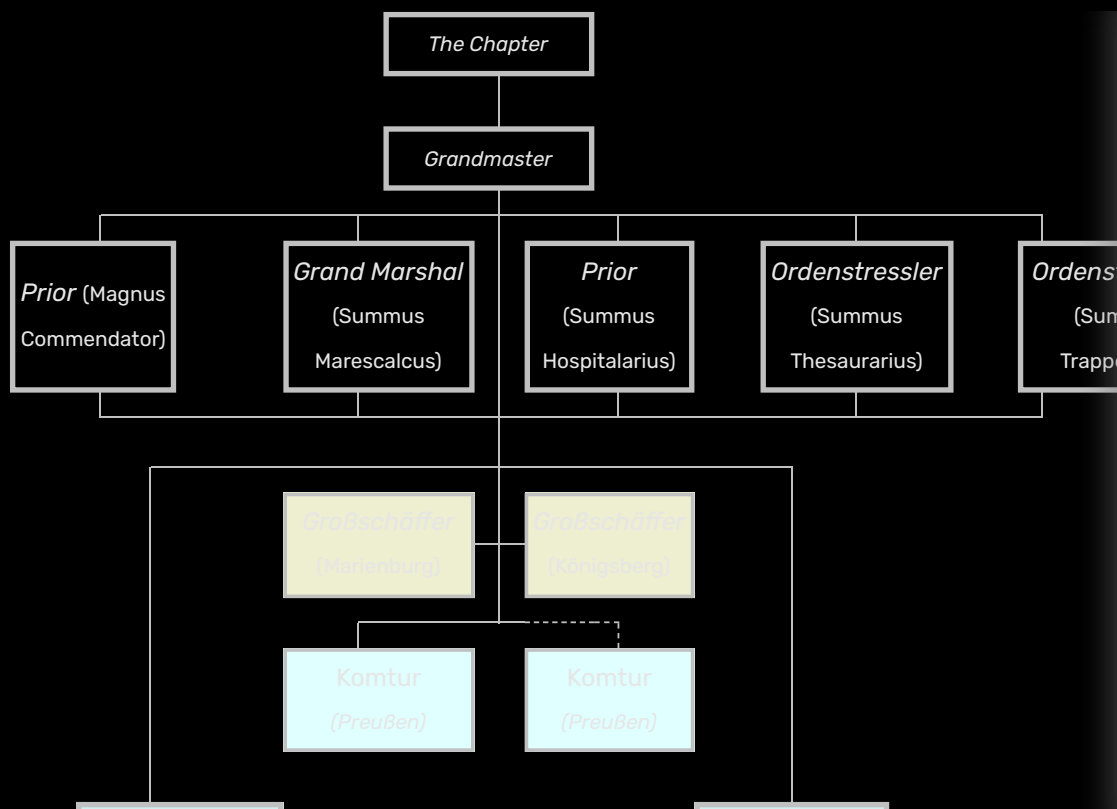 The Chapter
Grandmaster
Prior (Magnus
Commendator)
Grand Marshal
(Summus
Marescalcus)
Prior
(Summus
Hospitalarius)
Ordenstressler
(Summus
Thesaurarius)
Großschäffer
(Marienburg)
Großschäffer
(Königsberg)
Komtur
(Preußen)
Komtur
(Preußen)